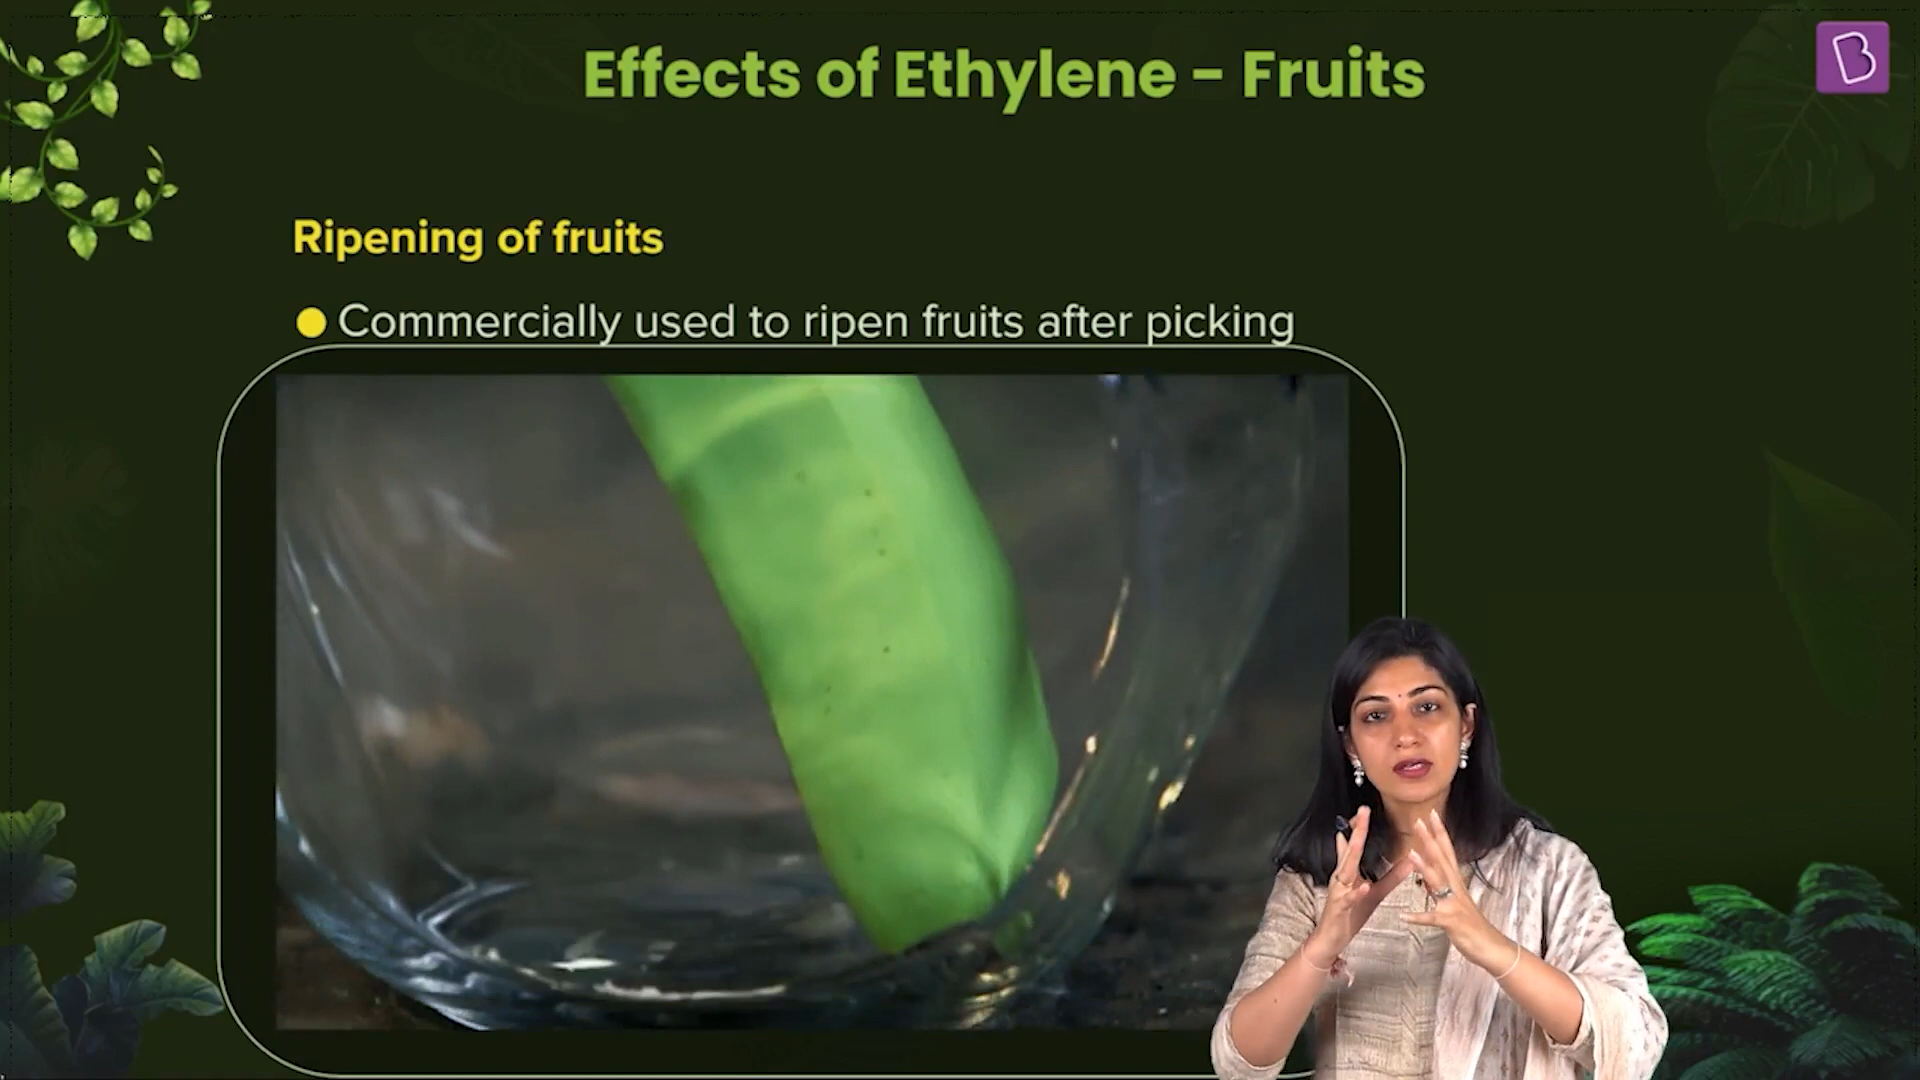 Effects of Ethylene - Fruits
Ripening of fruits
Commercially used to ripen fruits after picking